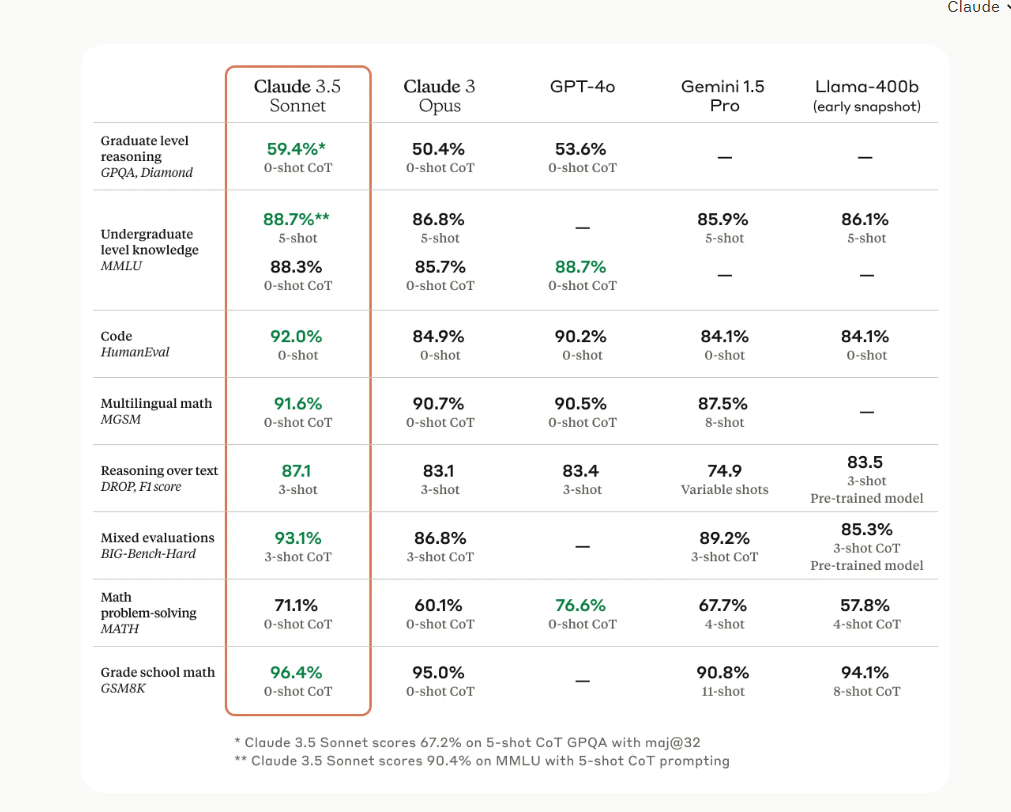 Claude
Claude 3.5 Sonnet
Claude 3 Opus
GPT-4o
Gemini 1.5 Pro
Llama-400b (early snapshot)
Graduate level reasoning
GPQA, Diamond
59.4%*
0-shot CoT
50.4%
0-shot CoT
53.6%
0-shot CoT
—
—
Undergraduate level knowledge
MMLU
88.7%**
5-shot
86.8%
5-shot
—
85.9%
5-shot
86.1%
5-shot
88.3%
0-shot CoT
85.7%
0-shot CoT
88.7%
0-shot CoT
—
—
Code
HumanEval
92.0%
0-shot
84.9%
0-shot
90.2%
0-shot
84.1%
0-shot
84.1%
0-shot
Multilingual math
MGSM
91.6%
0-shot CoT
90.7%
0-shot CoT
90.5%
0-shot CoT
87.5%
8-shot
—
Reasoning over text
DROP, F1 score
87.1
3-shot
83.1
3-shot
83.4
3-shot
74.9
Variable shots
83.5
3-shot
Pre-trained model
Mixed evaluations
BIG-Bench-Hard
93.1%
3-shot CoT
86.8%
3-shot CoT
—
89.2%
3-shot CoT
85.3%
3-shot CoT
Pre-trained model
Math problem-solving
MATH
71.1%
0-shot CoT
60.1%
0-shot CoT
76.6%
0-shot CoT
67.7%
4-shot
57.8%
4-shot CoT
Grade school math
GSM8K
96.4%
0-shot CoT
95.0%
0-shot CoT
—
90.8%
11-shot
94.1%
8-shot CoT
* Claude 3.5 Sonnet scores 67.2% on 5-shot CoT GPQA with maj@32
** Claude 3.5 Sonnet scores 90.4% on MMLU with 5-shot CoT prompting